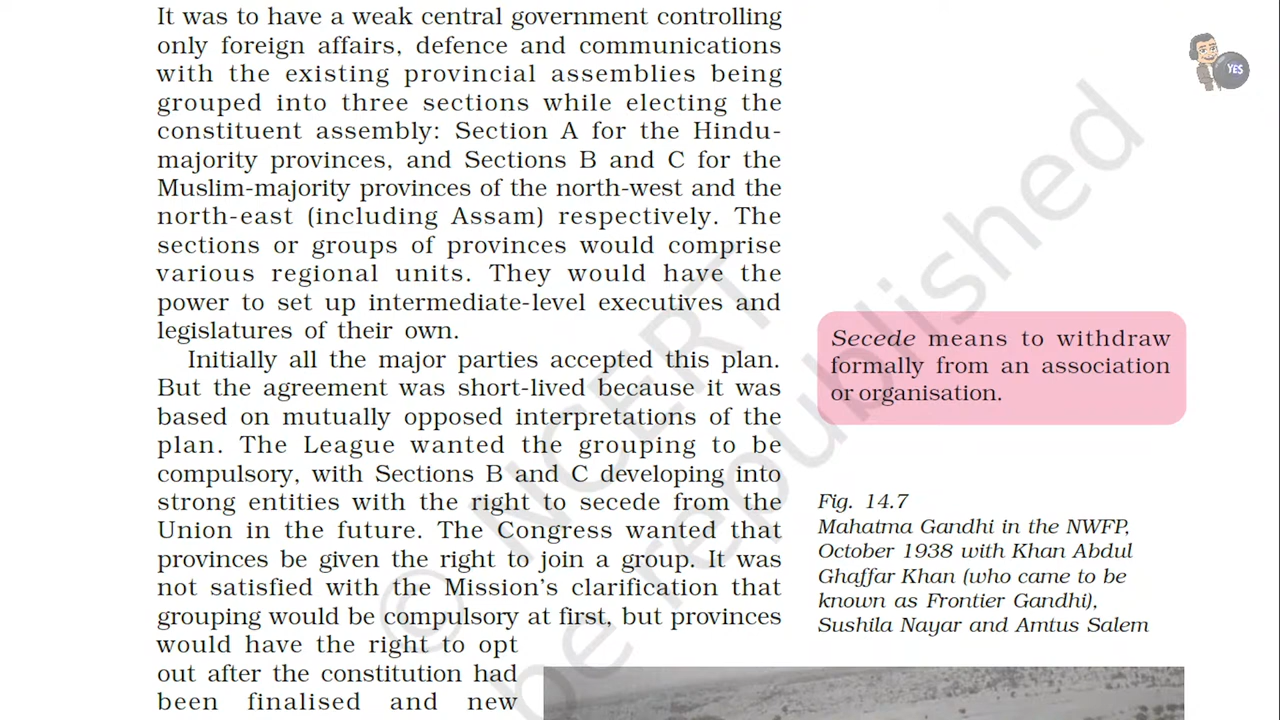 It was to have a weak central government controlling
only foreign affairs, defence and communications
with the existing provincial assemblies being
grouped into three sections while electing the
constituent assembly: Section A for the Hindu-
majority provinces, and Sections B and C for the
Muslim-majority provinces of the north-west and the
north-east (including Assam) respectively. The
sections or groups of provinces would comprise
various regional units. They would have the
power to set up intermediate-level executives and
legislatures of their own.
Initially all the major parties accepted this plan.
But the agreement was short-lived because it was
based on mutually opposed interpretations of the
plan. The League wanted the grouping to be
compulsory, with Sections B and C developing into
strong entities with the right to secede from the
Union in the future. The Congress wanted that
provinces be given the right to join a group. It was
not satisfied with the Mission's clarification that
grouping would be compulsory at first, but provinces
would have the right to opt
out after the constitution had
been finalised and new
YES
Secede means to withdraw
formally from an association
or organisation.
Fig. 14.7
Mahatma Gandhi in the NWFP,
October 1938 with Khan Abdul
Ghaffar Khan (who came to be
known as Frontier Gandhi),
Sushila Nayar and Amtus Salem
© NCERT
be republished